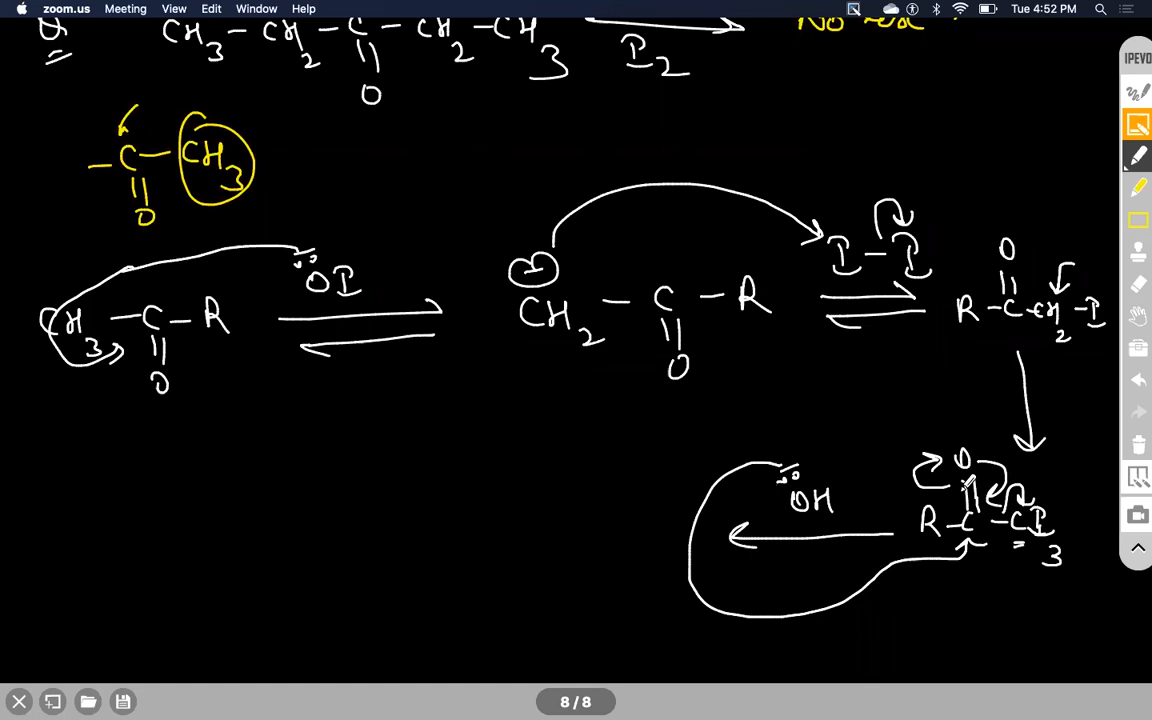 zoom.us Meeting View Edit Window Help Tue 4:52 PM
IPEVO
CH3 - CH2 - C - CH2 - CH3 I2
O
- C - CH3
O
I - I
OI
O
CH3 - C - R CH2 - C - R R - C - CH2 - I
O O
O
OH
R - C - CI3
8 / 8